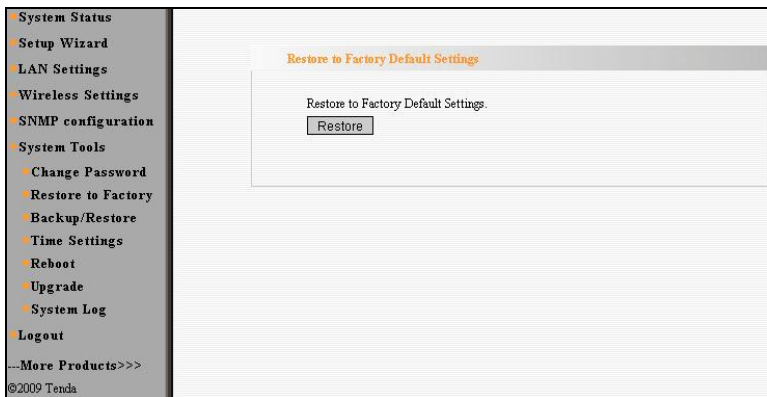 System Status
Setup Wizard
LAN Settings
Wireless Settings
SNMP configuration
System Tools
Change Password
Restore to Factory
Backup/Restore
Time Settings
Reboot
Upgrade
System Log
Logout
---More Products>>>
©2009 Tenda
Restore to Factory Default Settings
Restore to Factory Default Settings.
Restore